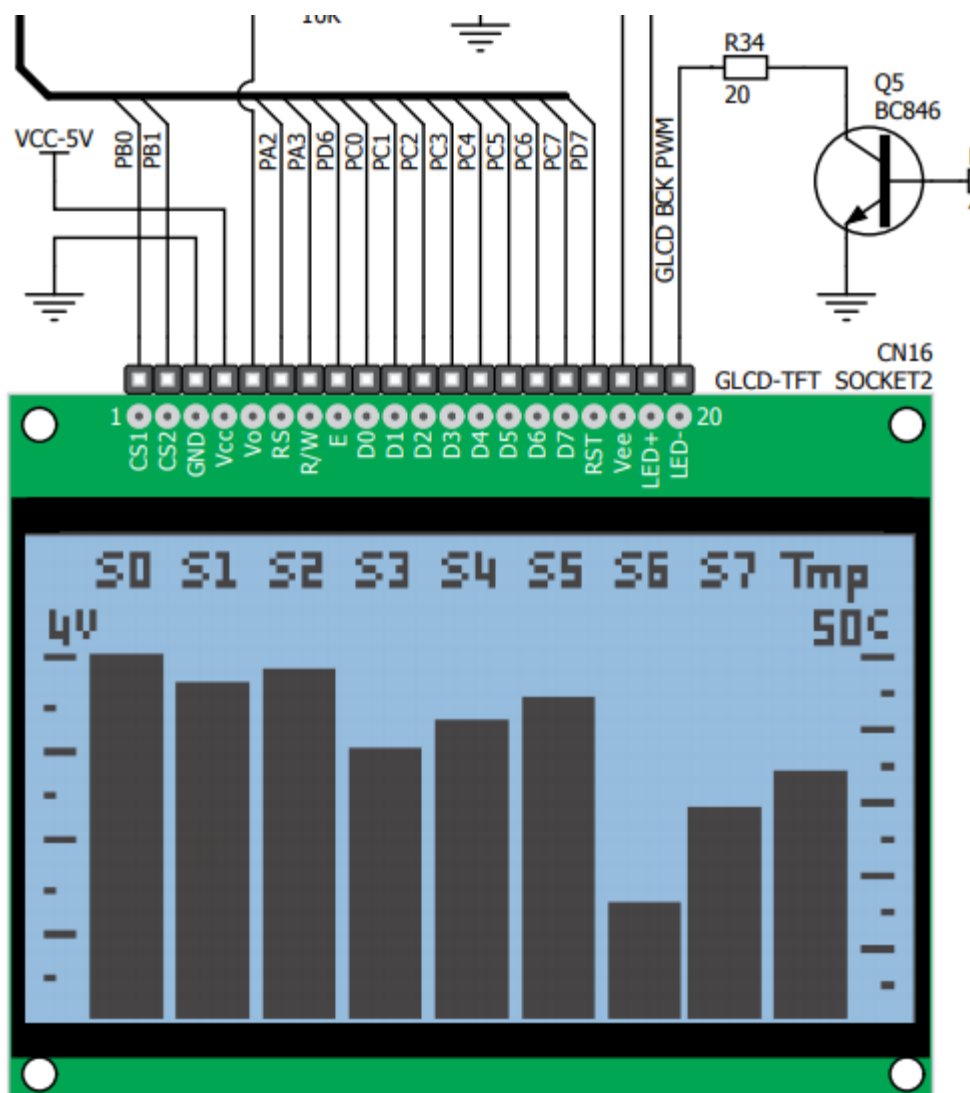 10K
R34
20
Q5
BC846
VCC-5V
PB0
PB1
PA2
PA3
PD6
PC0
PC1
PC2
PC3
PC4
PC5
PC6
PC7
PD7
GLCD BCK PWM
CN16
GLCD-TFT SOCKET2
1
20
CS1
CS2
GND
Vcc
Vo
RS
R/W
E
D0
D1
D2
D3
D4
D5
D6
D7
RST
Vee
LED+
LED-
S0 S1 S2 S3 S4 S5 S6 S7 Tmp
4V 50C